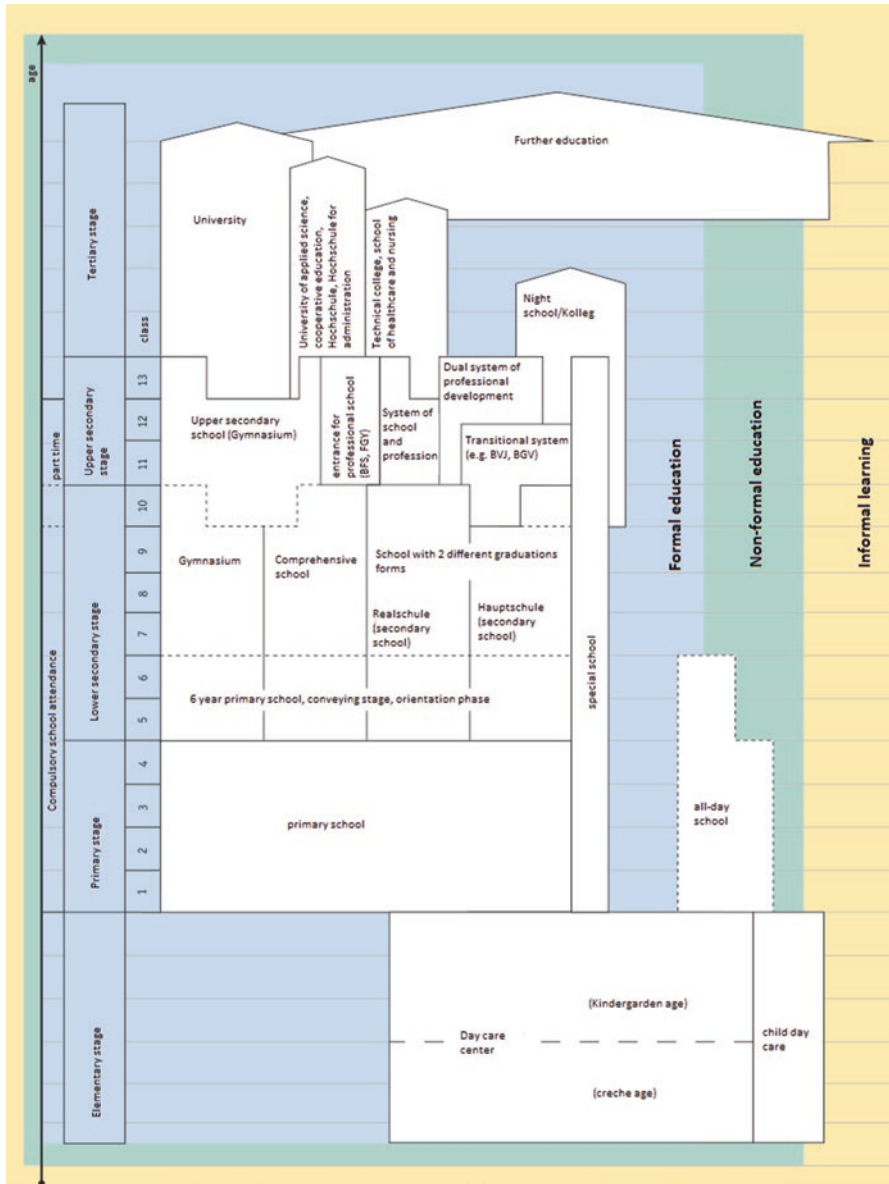 age
Further education
University
University of applied science,
cooperative education,
Hochschule, Hochschule for
administration
Technical college, school
of healthcare and nursing
Night
school/Kolleg
Tertiary stage
class
13
12
11
10
9
8
7
6
5
4
3
2
1
Upper secondary
stage
part time
Upper secondary
school (Gymnasium)
entrance for
professional school
(BFS, FGY)
System of
school
and
profession
Dual system of
professional
development
Transitional system
(e.g. BVJ, BGV)
Formal education
Non-formal education
Informal learning
Compulsory school attendance
Lower secondary stage
Gymnasium
Comprehensive
school
School with 2 different graduations
forms
Realschule
(secondary
school)
Hauptschule
(secondary
school)
special school
6 year primary school, conveying stage, orientation phase
Primary stage
primary school
all-day
school
Elementary stage
(Kindergarden age)
Day care
center
child day
care
(creche age)